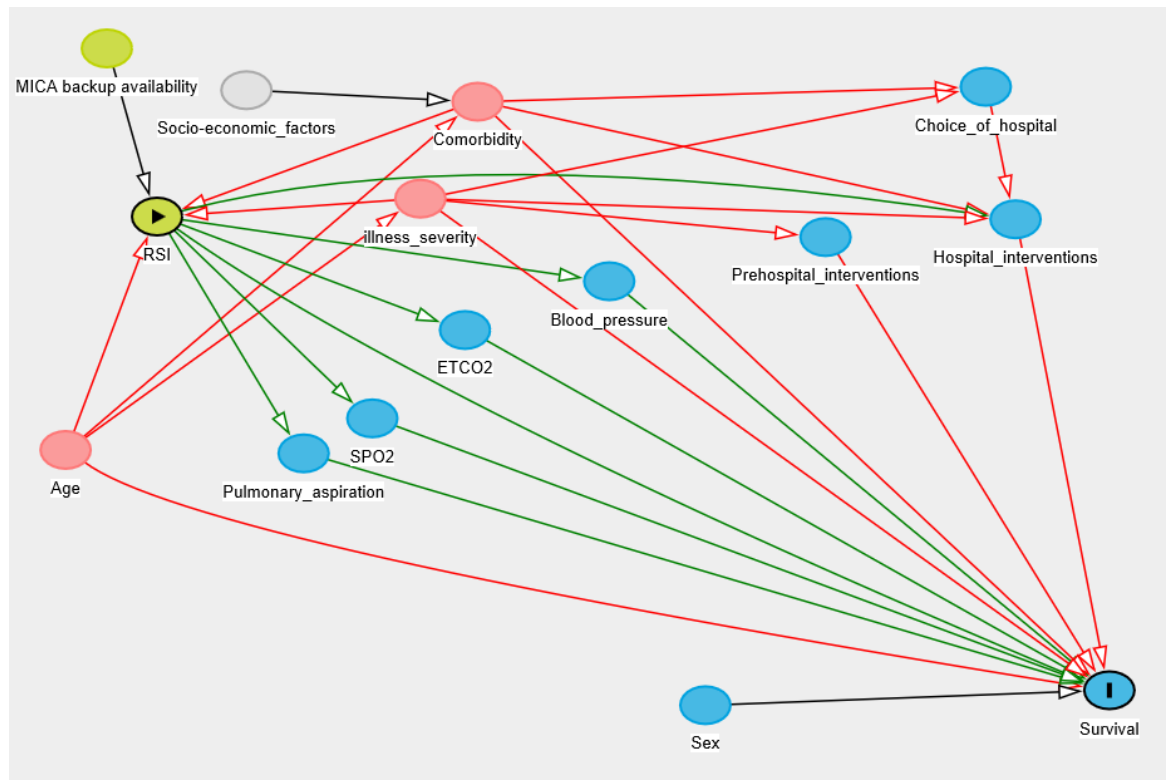 MICA backup availability
Socio-economic_factors
Comorbidity
Choice_of_hospital
RSI
illness_severity
Prehospital_interventions
Hospital_interventions
Blood_pressure
ETCO2
SPO2
Age
Pulmonary_aspiration
Sex
Survival